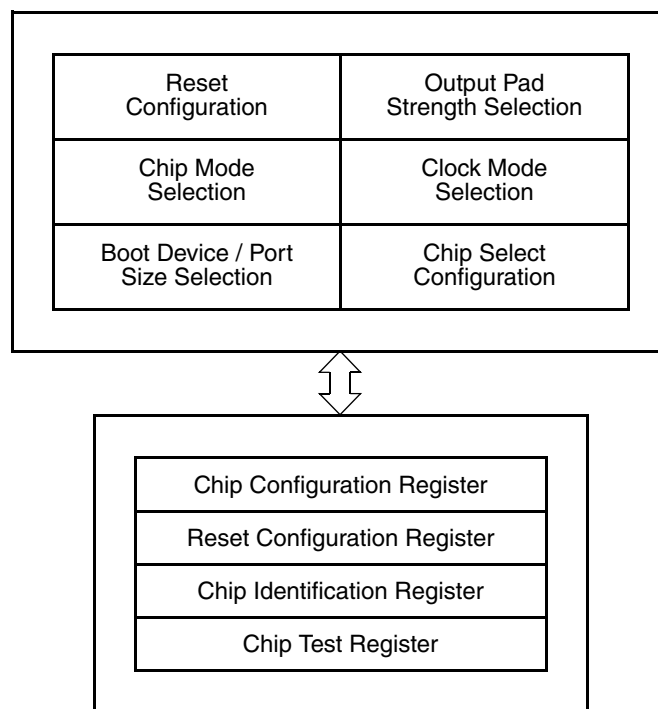 Reset
Configuration
Output Pad
Strength Selection
Chip Mode
Selection
Clock Mode
Selection
Boot Device / Port
Size Selection
Chip Select
Configuration
Chip Configuration Register
Reset Configuration Register
Chip Identification Register
Chip Test Register